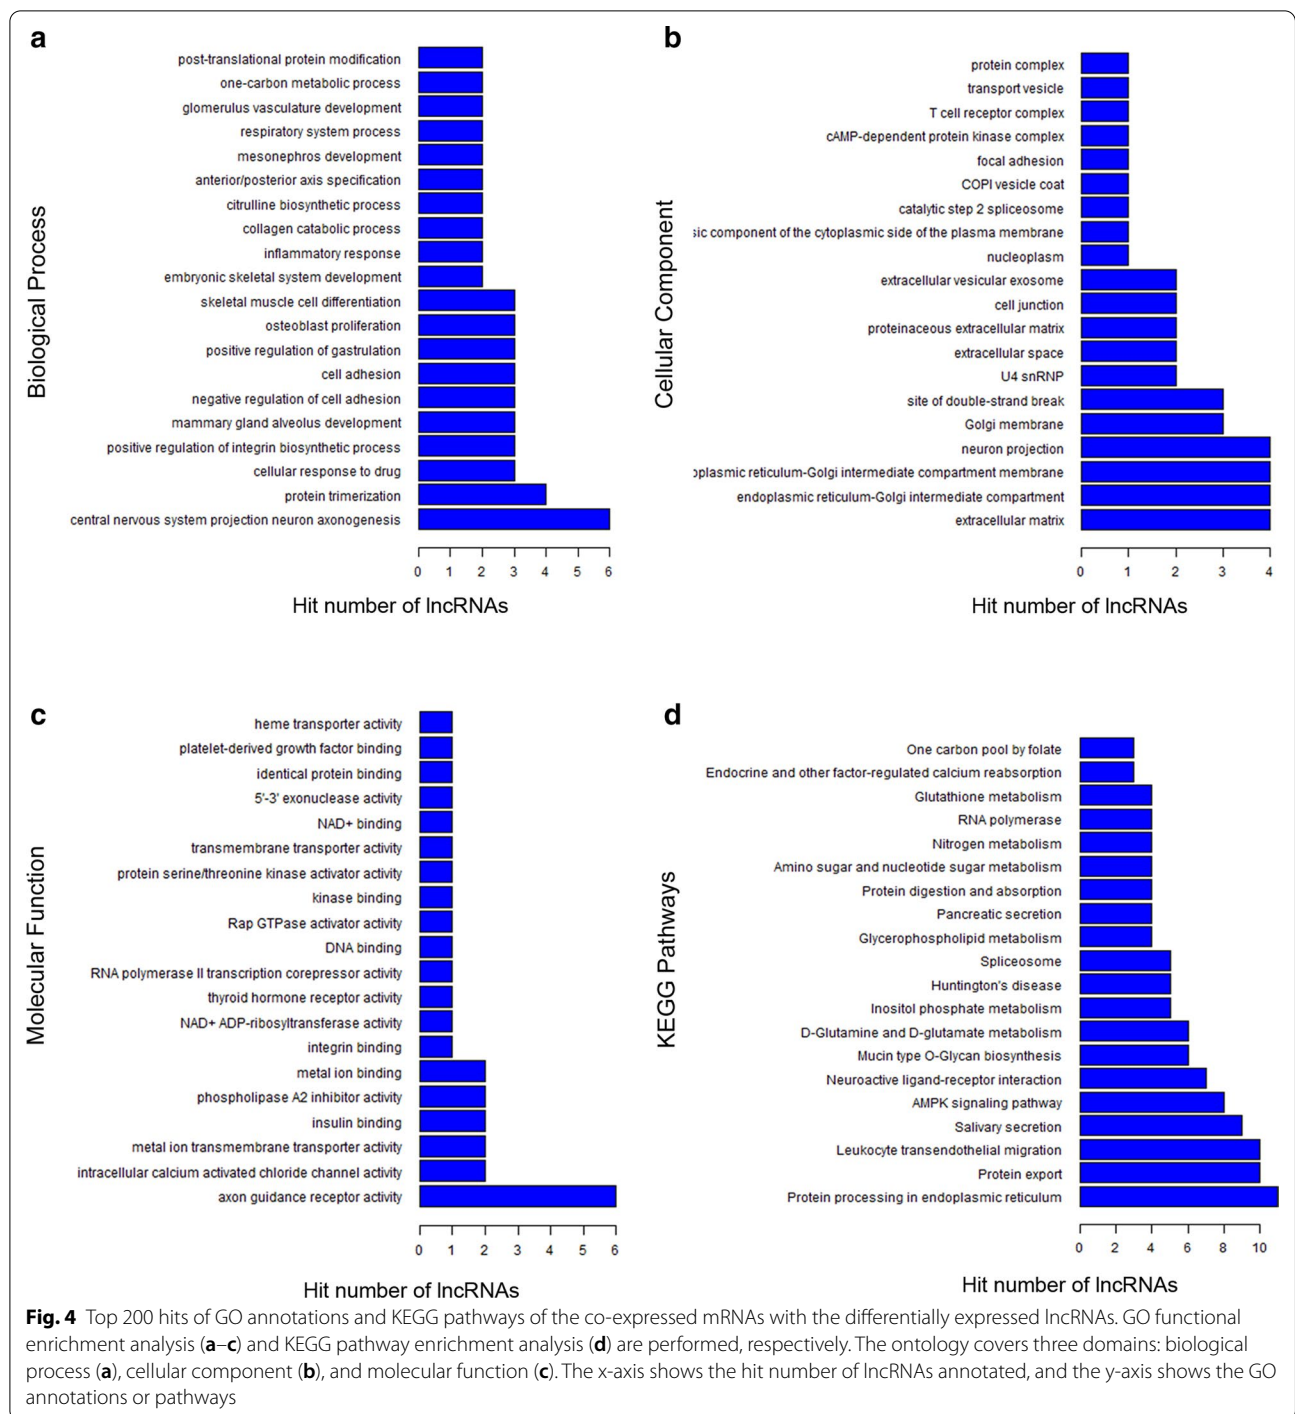 a
Biological Process
post-translational protein modification
one-carbon metabolic process
glomerulus vasculature development
respiratory system process
mesonephros development
anterior/posterior axis specification
citrulline biosynthetic process
collagen catabolic process
inflammatory response
embryonic skeletal system development
skeletal muscle cell differentiation
osteoblast proliferation
positive regulation of gastrulation
cell adhesion
negative regulation of cell adhesion
mammary gland alveolus development
positive regulation of integrin biosynthetic process
cellular response to drug
protein trimerization
central nervous system projection neuron axonogenesis
0 1 2 3 4 5 6
Hit number of lncRNAs
b
Cellular Component
protein complex
transport vesicle
T cell receptor complex
cAMP-dependent protein kinase complex
focal adhesion
COPI vesicle coat
catalytic step 2 spliceosome
sic component of the cytoplasmic side of the plasma membrane
nucleoplasm
extracellular vesicular exosome
cell junction
proteinaceous extracellular matrix
extracellular space
U4 snRNP
site of double-strand break
Golgi membrane
neuron projection
oplasmic reticulum-Golgi intermediate compartment membrane
endoplasmic reticulum-Golgi intermediate compartment
extracellular matrix
0 1 2 3 4
Hit number of lncRNAs
c
Molecular Function
heme transporter activity
platelet-derived growth factor binding
identical protein binding
5'-3' exonuclease activity
NAD+ binding
transmembrane transporter activity
protein serine/threonine kinase activator activity
kinase binding
Rap GTPase activator activity
DNA binding
RNA polymerase II transcription corepressor activity
thyroid hormone receptor activity
NAD+ ADP-ribosyltransferase activity
integrin binding
metal ion binding
phospholipase A2 inhibitor activity
insulin binding
metal ion transmembrane transporter activity
intracellular calcium activated chloride channel activity
axon guidance receptor activity
0 1 2 3 4 5 6
Hit number of lncRNAs
d
KEGG Pathways
One carbon pool by folate
Endocrine and other factor-regulated calcium reabsorption
Glutathione metabolism
RNA polymerase
Nitrogen metabolism
Amino sugar and nucleotide sugar metabolism
Protein digestion and absorption
Pancreatic secretion
Glycerophospholipid metabolism
Spliceosome
Huntington's disease
Inositol phosphate metabolism
D-Glutamine and D-glutamate metabolism
Mucin type O-Glycan biosynthesis
Neuroactive ligand-receptor interaction
AMPK signaling pathway
Salivary secretion
Leukocyte transendothelial migration
Protein export
Protein processing in endoplasmic reticulum
0 2 4 6 8 10
Hit number of lncRNAs
Fig. 4 Top 200 hits of GO annotations and KEGG pathways of the co-expressed mRNAs with the differentially expressed lncRNAs. GO functional
enrichment analysis (a–c) and KEGG pathway enrichment analysis (d) are performed, respectively. The ontology covers three domains: biological
process (a), cellular component (b), and molecular function (c). The x-axis shows the hit number of lncRNAs annotated, and the y-axis shows the GO
annotations or pathways